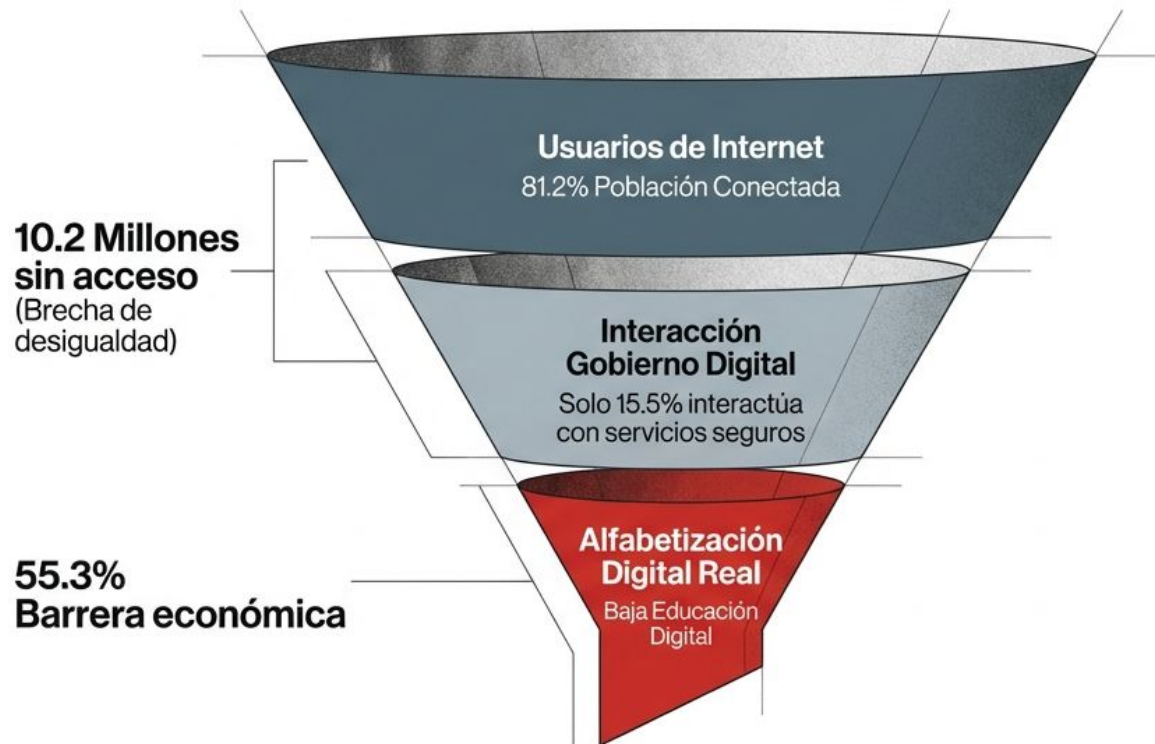 Usuarios de Internet
81.2% Población Conectada
10.2 Millones
sin acceso
(Brecha de
desigualdad)
Interacción
Gobierno Digital
Solo 15.5% interactúa
con servicios seguros
Alfabetización
Digital Real
Baja Educación
Digital
55.3%
Barrera económica